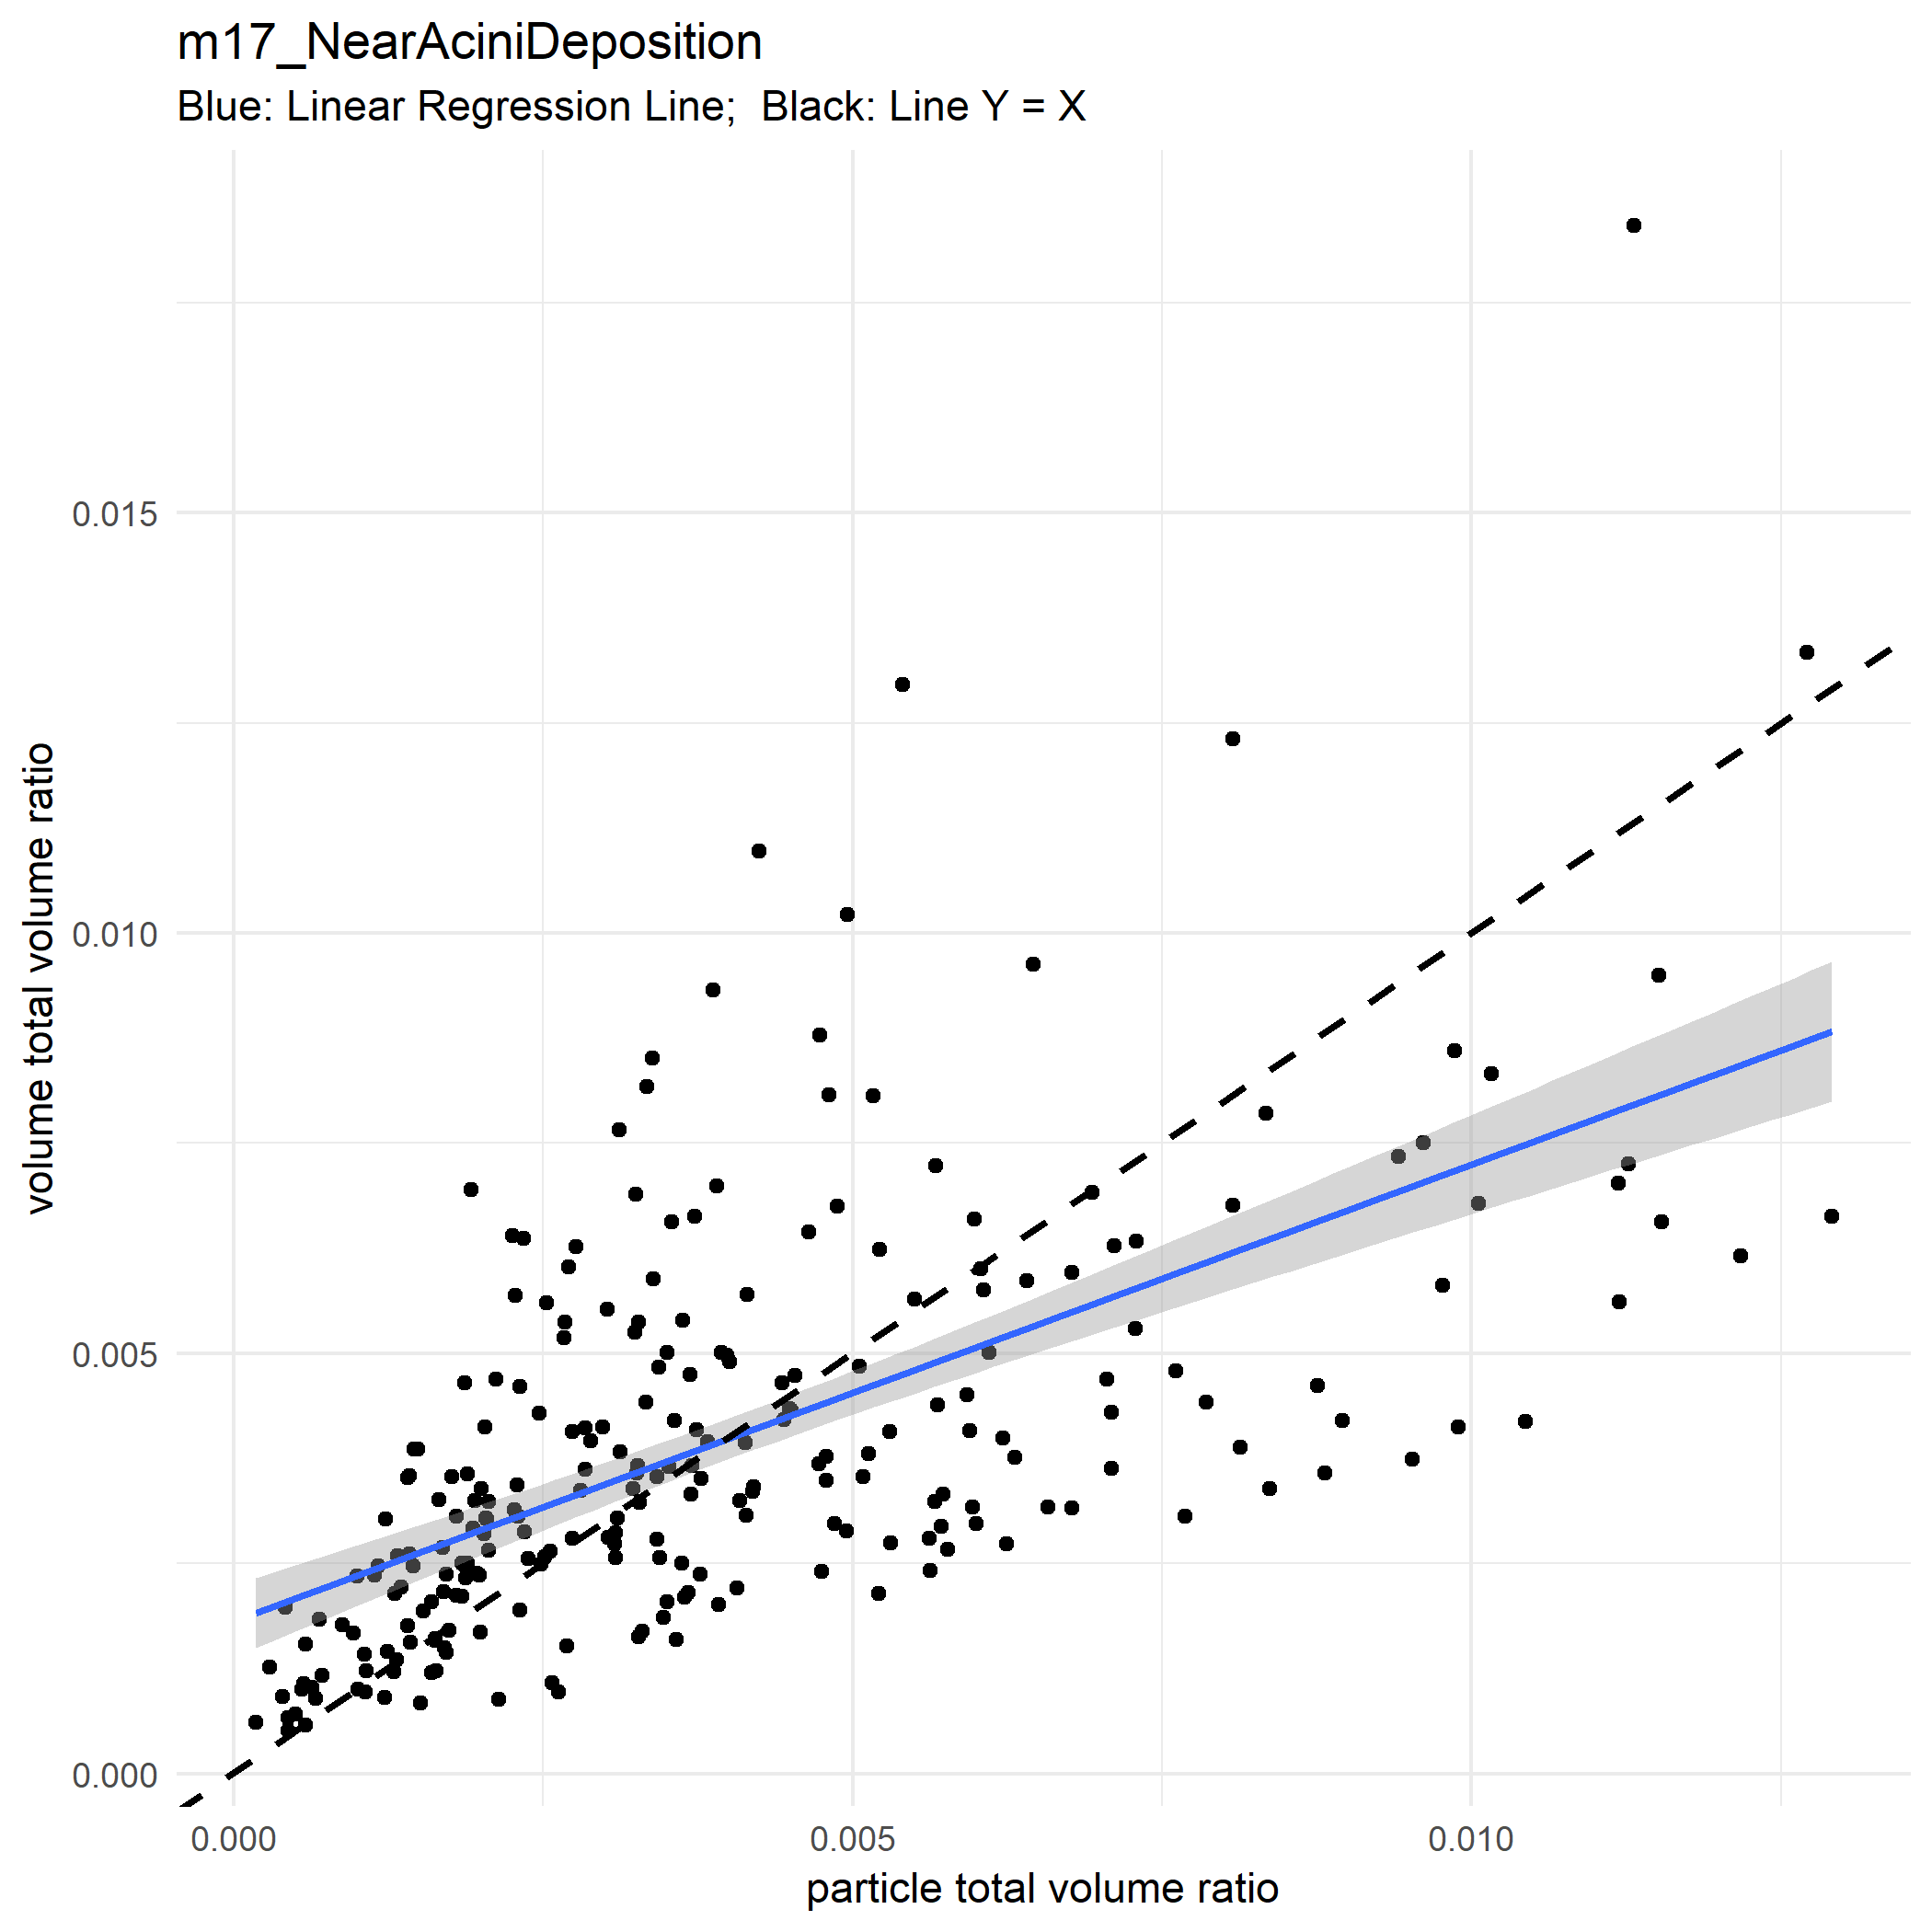 m17_NearAciniDeposition
Blue: Linear Regression Line;  Black: Line Y = X
volume total volume ratio
0.015
0.010
0.005
0.000
0.000
0.005
0.010
particle total volume ratio